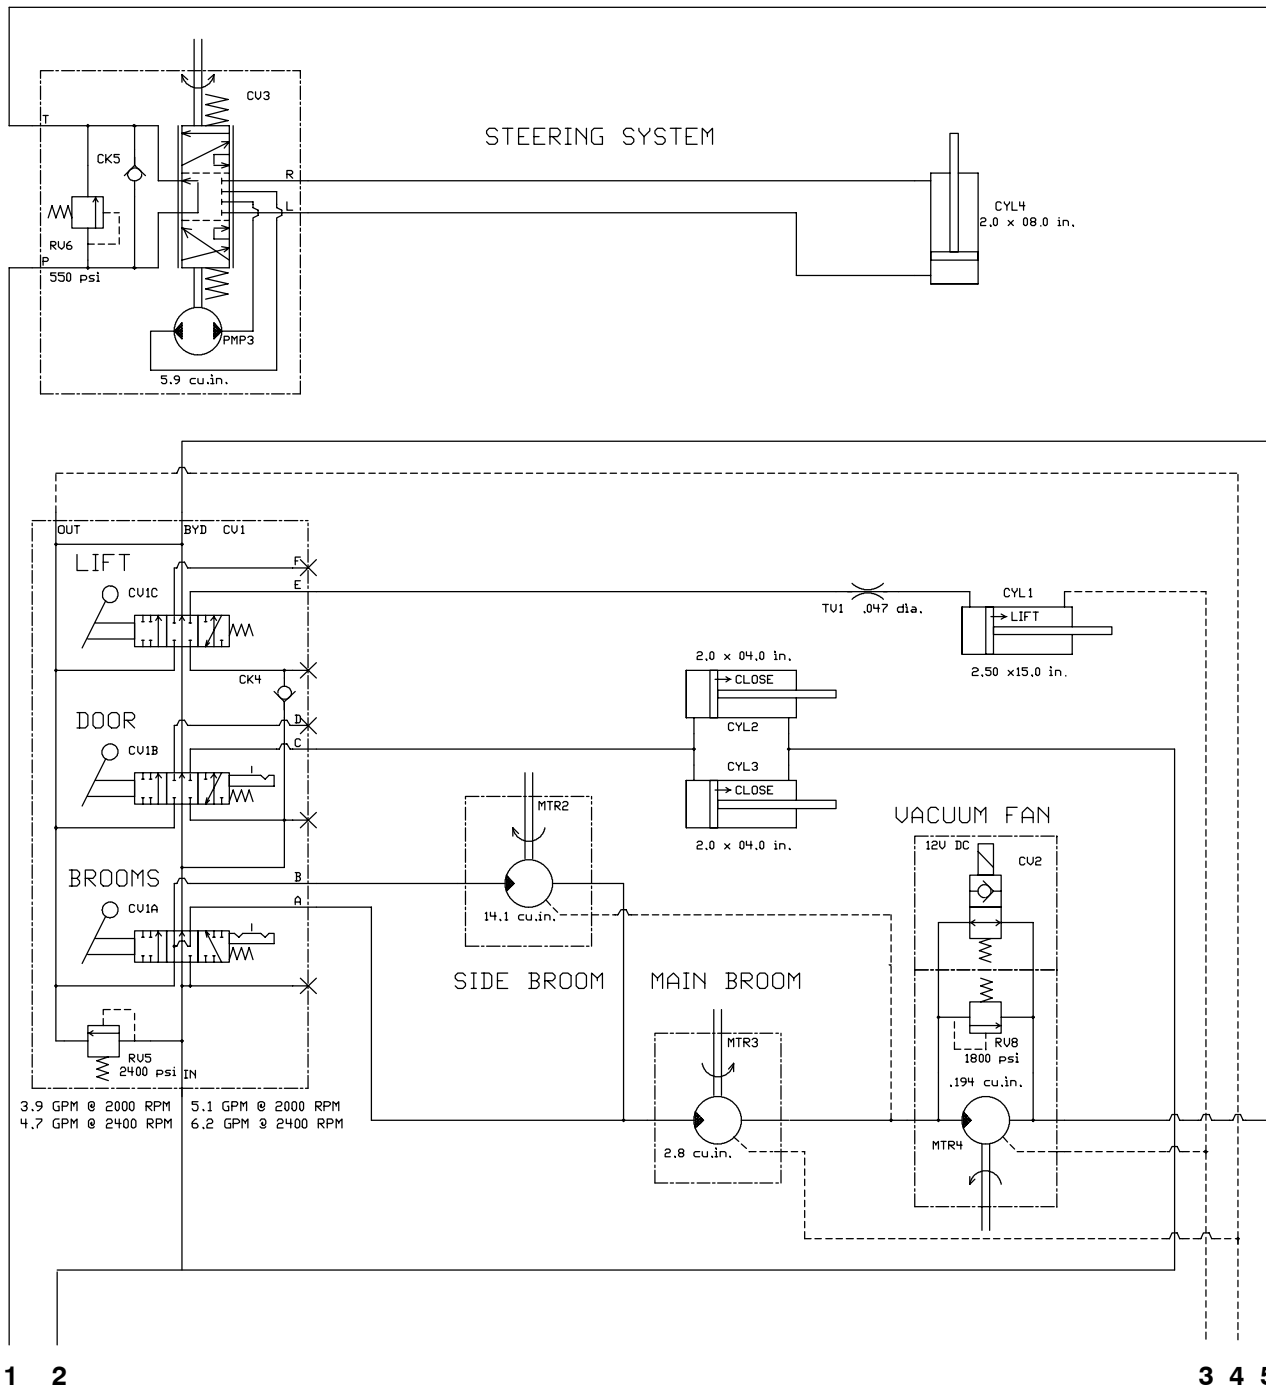 CV3
T
STEERING SYSTEM
CK5
R
L
CYL4
2.0 x 08.0 in.
RV6
P
550 psi
PMP3
5.9 cu.in.
OUT
BYD CV1
LIFT
F
E
CV1C
CYL1
TV1 .047 dia.
LIFT
2.50 x15.0 in.
2.0 x 04.0 in.
CK4
CLOSE
DOOR
D
C
CYL2
CV1B
CYL3
CLOSE
MTR2
VACUUM FAN
2.0 x 04.0 in.
12V DC
CV2
BROOMS
B
A
CV1A
14.1 cu.in.
SIDE BROOM
MAIN BROOM
MTR3
RV8
1800 psi
RV5
2400 psi IN
.194 cu.in.
3.9 GPM @ 2000 RPM
5.1 GPM @ 2000 RPM
4.7 GPM @ 2400 RPM
6.2 GPM @ 2400 RPM
MTR4
2.8 cu.in.
1 2 3 4 5